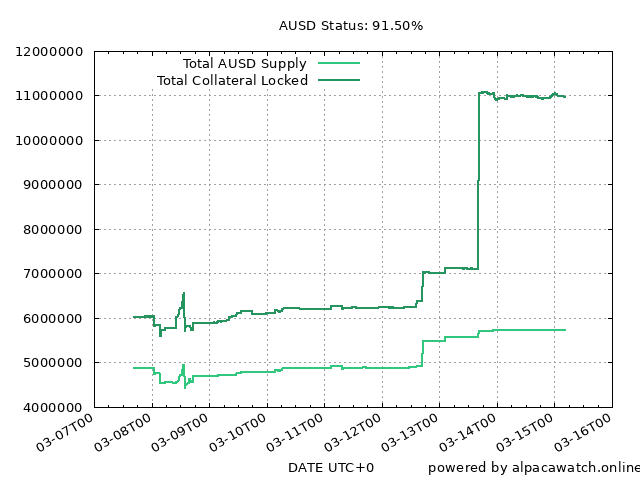 AUSD Status: 91.50%
Total AUSD Supply
Total Collateral Locked
12000000
11000000
10000000
9000000
8000000
7000000
6000000
5000000
4000000
03-07T00
03-08T00
03-09T00
03-10T00
03-11T00
03-12T00
03-13T00
03-14T00
03-15T00
03-16T00
DATE UTC+0
powered by alpacawatch.online